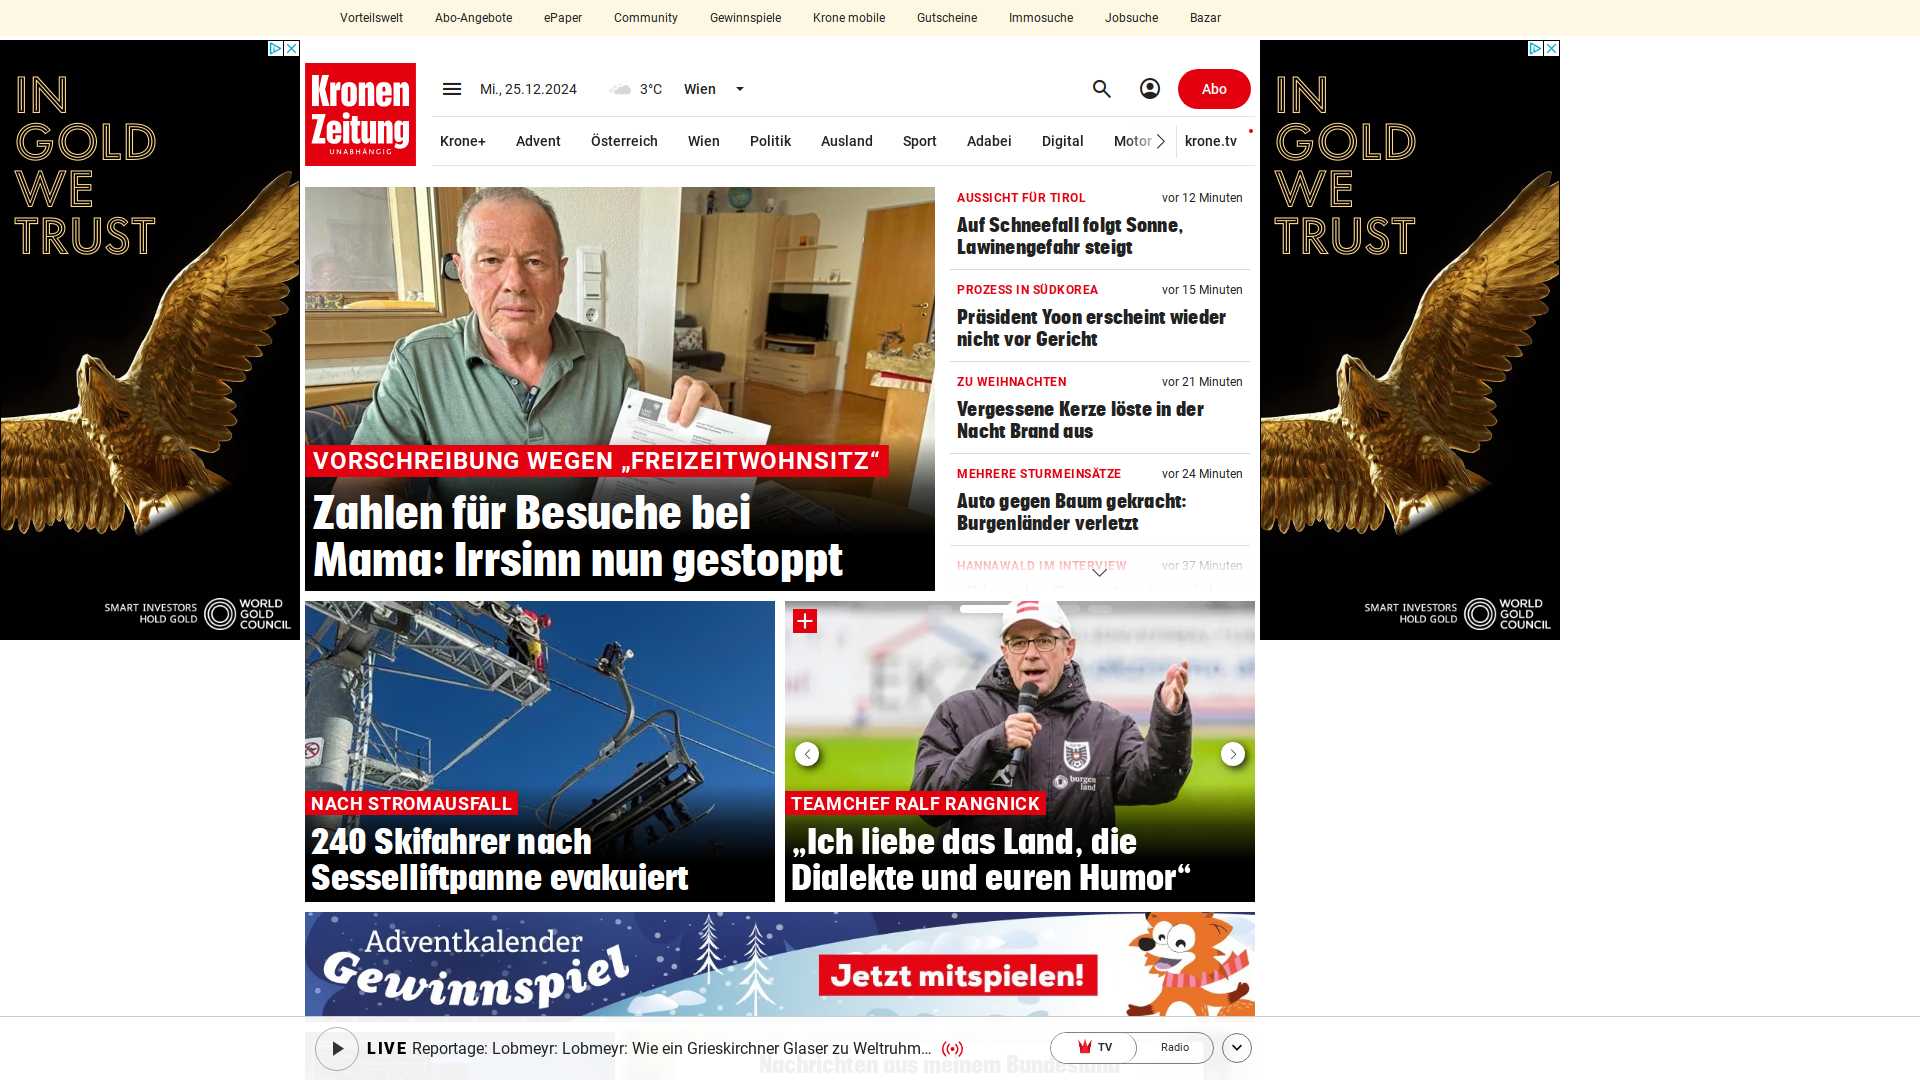 Vorteilswelt Abo-Angebote ePaper Community Gewinnspiele Krone mobile Gutscheine Immosuche Jobsuche Bazar
IN
GOLD
WE
TRUST
SMART INVESTORS
HOLD GOLD
WORLD
GOLD
COUNCIL
Kronen
Zeitung
UNABHÄNGIG
Mi., 25.12.2024 3°C Wien
Abo
Krone+ Advent Österreich Wien Politik Ausland Sport Adabei Digital Motor krone.tv
VORSCHREIBUNG WEGEN „FREIZEITWOHNSITZ“
Zahlen für Besuche bei
Mama: Irrsinn nun gestoppt
AUSSICHT FÜR TIROL vor 12 Minuten
Auf Schneefall folgt Sonne,
Lawinengefahr steigt
PROZESS IN SÜDKOREA vor 15 Minuten
Präsident Yoon erscheint wieder
nicht vor Gericht
ZU WEIHNACHTEN vor 21 Minuten
Vergessene Kerze löste in der
Nacht Brand aus
MEHRERE STURMEINSÄTZE vor 24 Minuten
Auto gegen Baum gekracht:
Burgenländer verletzt
HANNAWALD IM INTERVIEW vor 37 Minuten
NACH STROMAUSFALL
240 Skifahrer nach
Sesselliftpanne evakuiert
EKZ
burgen
land
TEAMCHEF RALF RANGNICK
„Ich liebe das Land, die
Dialekte und euren Humor“
IN
GOLD
WE
TRUST
SMART INVESTORS
HOLD GOLD
WORLD
GOLD
COUNCIL
Adventkalender
Gewinnspiel
Jetzt mitspielen!
LIVE Reportage: Lobmeyr: Lobmeyr: Wie ein Grieskirchner Glaser zu Weltruhm...
TV Radio
Nachrichten aus meinem Bundesland